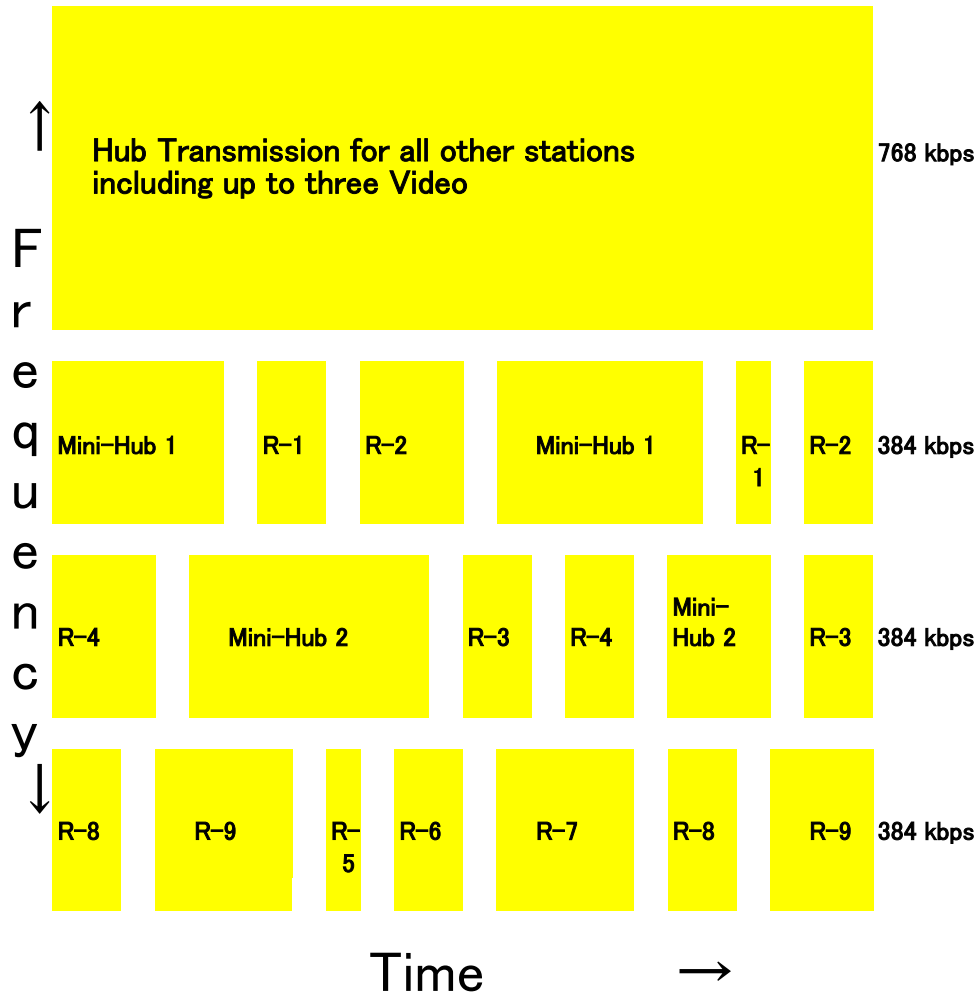 Hub Transmission for all other stations
including up to three Video
768 kbps
Frequency
↑
↓
Mini-Hub 1
R-1
R-2
Mini-Hub 1
R-
1
R-2
384 kbps
R-4
Mini-Hub 2
R-3
R-4
Mini-
Hub 2
R-3
384 kbps
R-8
R-9
R-
5
R-6
R-7
R-8
R-9
384 kbps
Time →